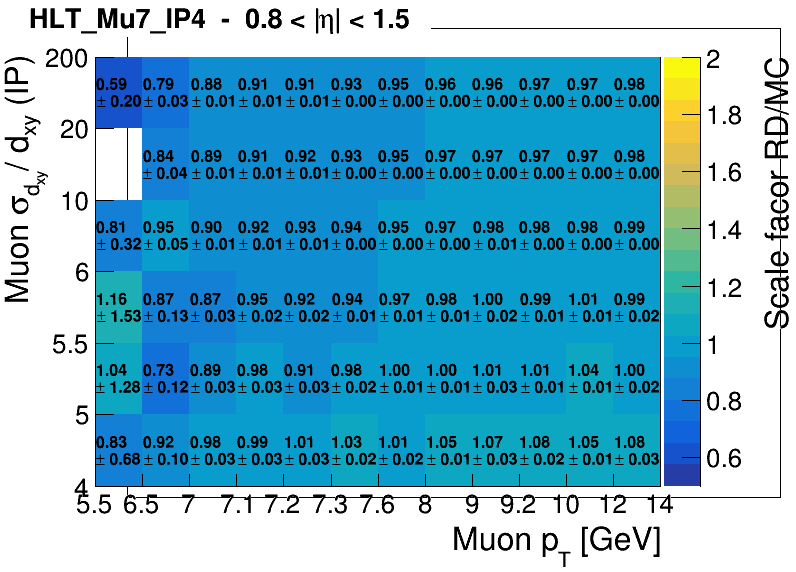 HLT_Mu7_IP4 - 0.8 < |η| < 1.5
200
0.59 0.79 0.88 0.91 0.91 0.93 0.95 0.96 0.96 0.97 0.97 0.98
± 0.20 ± 0.03 ± 0.01 ± 0.01 ± 0.01 ± 0.00 ± 0.00 ± 0.00 ± 0.00 ± 0.00 ± 0.00 ± 0.00
20
0.84 0.89 0.91 0.92 0.93 0.95 0.97 0.97 0.97 0.97 0.98
± 0.04 ± 0.01 ± 0.01 ± 0.01 ± 0.00 ± 0.00 ± 0.00 ± 0.00 ± 0.00 ± 0.00 ± 0.00
10
0.81 0.95 0.90 0.92 0.93 0.94 0.95 0.97 0.98 0.98 0.98 0.99
± 0.32 ± 0.05 ± 0.01 ± 0.01 ± 0.01 ± 0.00 ± 0.00 ± 0.00 ± 0.01 ± 0.00 ± 0.00 ± 0.00
6
1.16 0.87 0.87 0.95 0.92 0.94 0.97 0.98 1.00 0.99 1.01 0.99
± 1.53 ± 0.13 ± 0.03 ± 0.02 ± 0.02 ± 0.01 ± 0.01 ± 0.01 ± 0.02 ± 0.01 ± 0.01 ± 0.02
5.5
1.04 0.73 0.89 0.98 0.91 0.98 1.00 1.00 1.01 1.01 1.04 1.00
± 1.28 ± 0.12 ± 0.03 ± 0.03 ± 0.03 ± 0.02 ± 0.01 ± 0.01 ± 0.03 ± 0.01 ± 0.01 ± 0.02
5
0.83 0.92 0.98 0.99 1.01 1.03 1.01 1.05 1.07 1.08 1.05 1.08
± 0.68 ± 0.10 ± 0.03 ± 0.03 ± 0.03 ± 0.02 ± 0.02 ± 0.01 ± 0.03 ± 0.02 ± 0.01 ± 0.03
4
5.5 6.5 7 7.1 7.2 7.3 7.6 8 9 9.2 10 12 14
Muon pT [GeV]
Muon σdxy / dxy (IP)
2
1.8
1.6
1.4
1.2
1
0.8
0.6
Scale facor RD/MC